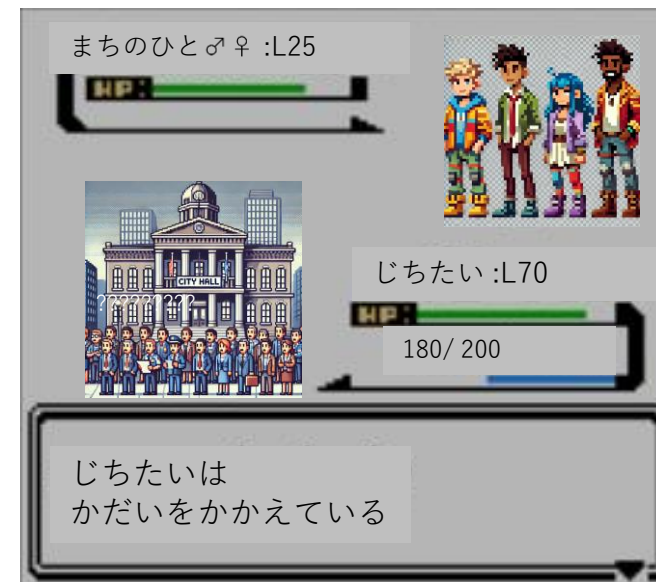 まちのひと♂♀:L25
HP:
CITY HALL
?????????
じちたい:L70
HP:
180/ 200
じちたいは
かだいをかかえている